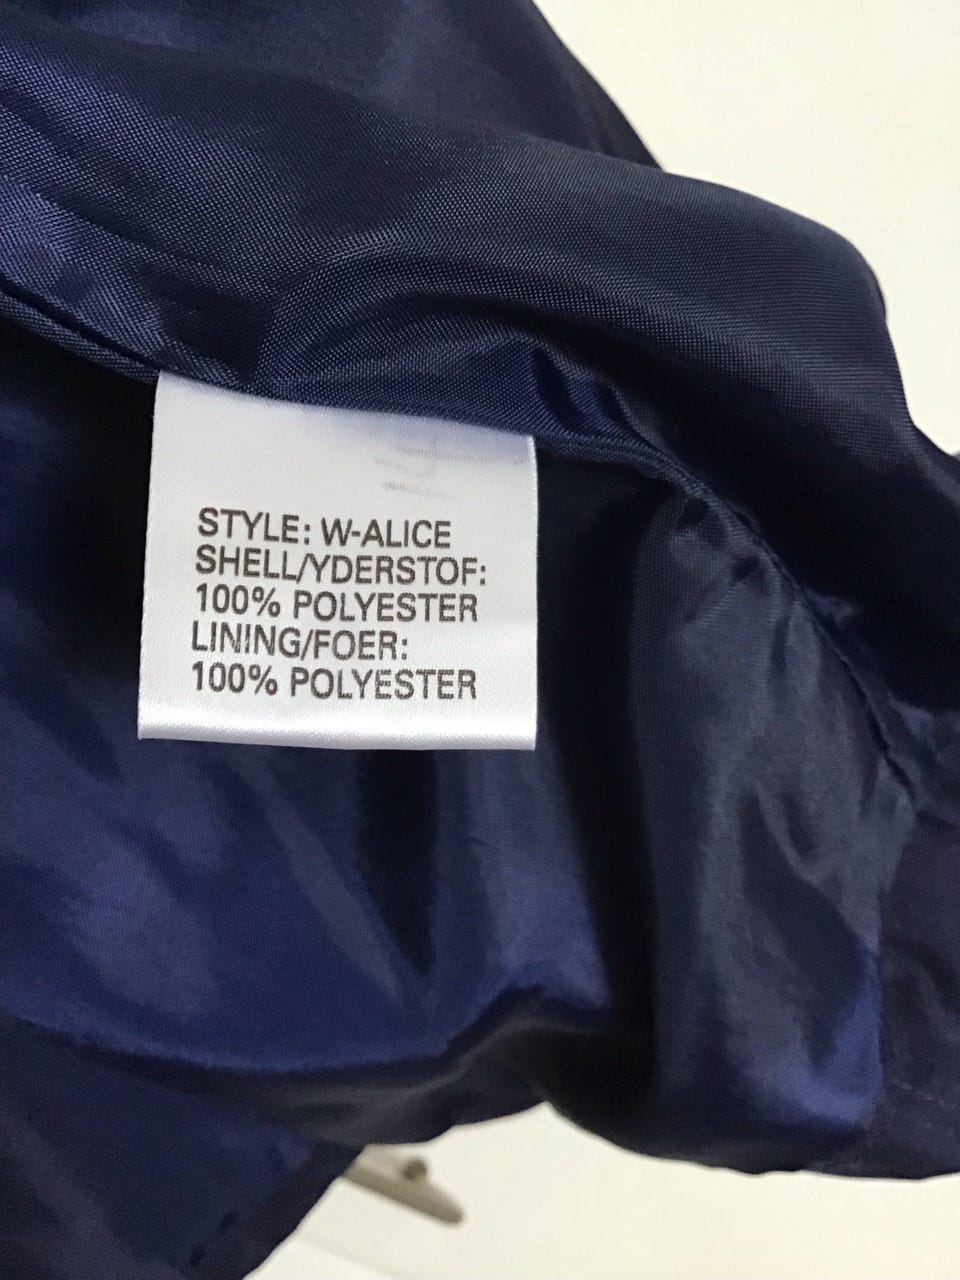 STYLE: W-ALICE
SHELL/YDERSTOF:
100% POLYESTER
LINING/FOER:
100% POLYESTER